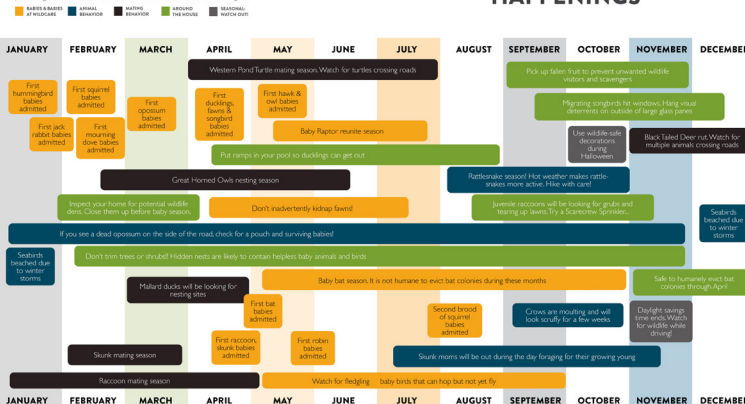 HAPPENINGS
BABIES & BABIES
AT WILDCARE
ANIMAL
BEHAVIOR
MATING
BEHAVIOR
AROUND
THE HOUSE
SEASONAL:
WATCH OUT!
JANUARY FEBRUARY MARCH APRIL MAY JUNE JULY AUGUST SEPTEMBER OCTOBER NOVEMBER DECEMBE
Western Pond Turtle mating season. Watch for turtles crossing roads
Pick up fallen fruit to prevent unwanted wildlife
visitors and scavengers
First
hummingbird
babies
admitted
First squirrel
babies
admitted
First
opossum
babies
admitted
First
ducklings,
fawns &
songbird
babies
admitted
First hawk &
owl babies
admitted
Migrating songbirds hit windows. Hang visual
deterrents on outside of large glass panes
First jack
rabbit babies
admitted
First
mourning
dove babies
admitted
Baby Raptor reunite season
Use wildlife-safe
decorations
during
Halloween
Black Tailed Deer rut. Watch for
multiple animals crossing roads
Put ramps in your pool so ducklings can get out
Great Horned Owls nesting season
Rattlesnake season! Hot weather makes rattle-
snakes more active. Hike with care!
Inspect your home for potential wildlife
dens. Close them up before baby season.
Don't inadvertently kidnap fawns!
Juvenile raccoons will be looking for grubs and
tearing up lawns. Try a Scarecrow Sprinkler...
Seabirds
beached due
to winter
storms
If you see a dead opossum on the side of the road, check for a pouch and surviving babies!
Seabirds
beached due
to winter
storms
Don't trim trees or shrubs! Hidden nests are likely to contain helpless baby animals and birds
Mallard ducks will be looking for
nesting sites
Baby bat season. It is not humane to evict bat colonies during these months
Safe to humanely evict bat
colonies through April
First bat
babies
admitted
Second brood
of squirrel
babies
admitted
Crows are moulting and will
look scruffy for a few weeks
Daylight savings
time ends. Watch
for wildlife while
driving!
First raccoon,
skunk babies
admitted
First robin
babies
admitted
Skunk mating season
Skunk moms will be out during the day foraging for their growing young
Raccoon mating season
Watch for fledgling baby birds that can hop but not yet fly
JANUARY FEBRUARY MARCH APRIL MAY JUNE JULY AUGUST SEPTEMBER OCTOBER NOVEMBER DECEMBE